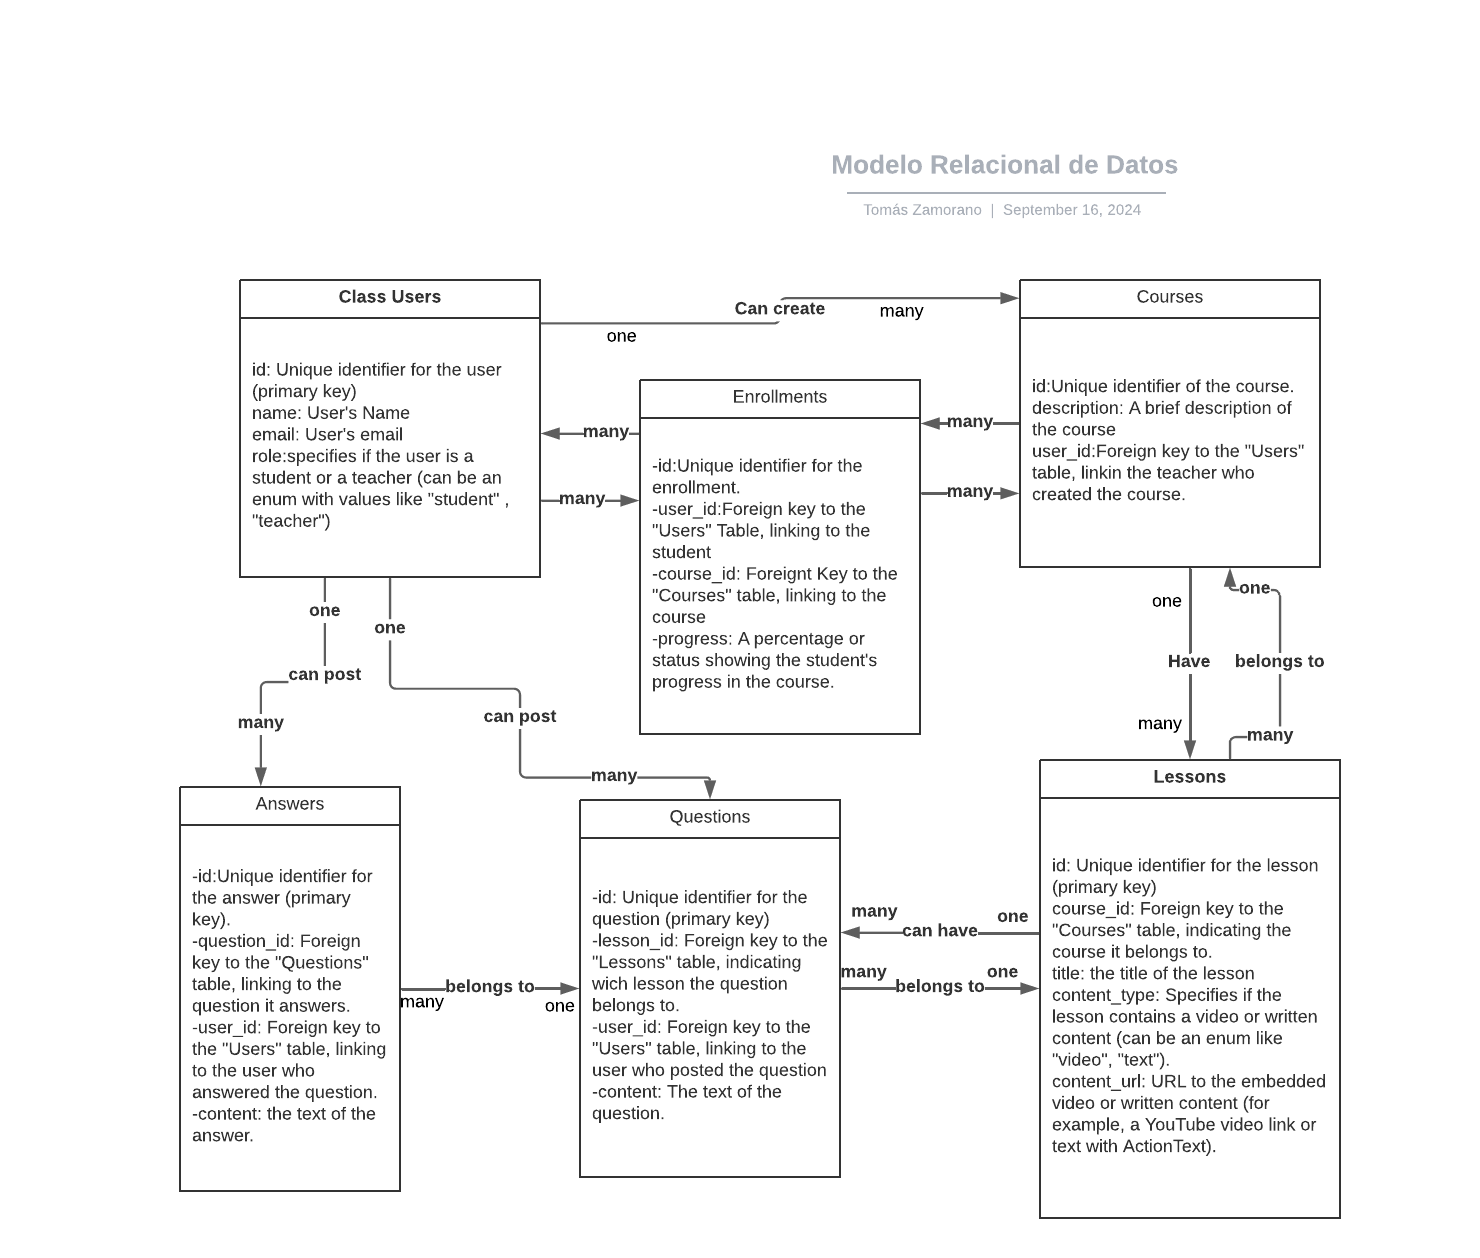 Modelo Relacional de Datos
Tomás Zamorano | September 16, 2024
Class Users
id: Unique identifier for the user
(primary key)
name: User's Name
email: User's email
role:specifies if the user is a
student or a teacher (can be an
enum with values like "student" ,
"teacher")
Can create
one
many
Courses
id:Unique identifier of the course.
description: A brief description of
the course
user_id:Foreign key to the "Users"
table, linkin the teacher who
created the course.
Enrollments
-id:Unique identifier for the
enrollment.
-user_id:Foreign key to the
"Users" Table, linking to the
student
-course_id: Foreignt Key to the
"Courses" table, linking to the
course
-progress: A percentage or
status showing the student's
progress in the course.
many
many
many
many
one
can post
many
one
can post
many
one
Have
many
one
belongs to
many
Answers
-id:Unique identifier for
the answer (primary
key).
-question_id: Foreign
key to the "Questions"
table, linking to the
question it answers.
-user_id: Foreign key to
the "Users" table, linking
to the user who
answered the question.
-content: the text of the
answer.
many
belongs to
one
Questions
-id: Unique identifier for the
question (primary key)
-lesson_id: Foreign key to the
"Lessons" table, indicating
wich lesson the question
belongs to.
-user_id: Foreign key to the
"Users" table, linking to the
user who posted the question
-content: The text of the
question.
many
can have
one
many
belongs to
one
Lessons
id: Unique identifier for the lesson
(primary key)
course_id: Foreign key to the
"Courses" table, indicating the
course it belongs to.
title: the title of the lesson
content_type: Specifies if the
lesson contains a video or written
content (can be an enum like
"video", "text").
content_url: URL to the embedded
video or written content (for
example, a YouTube video link or
text with ActionText).